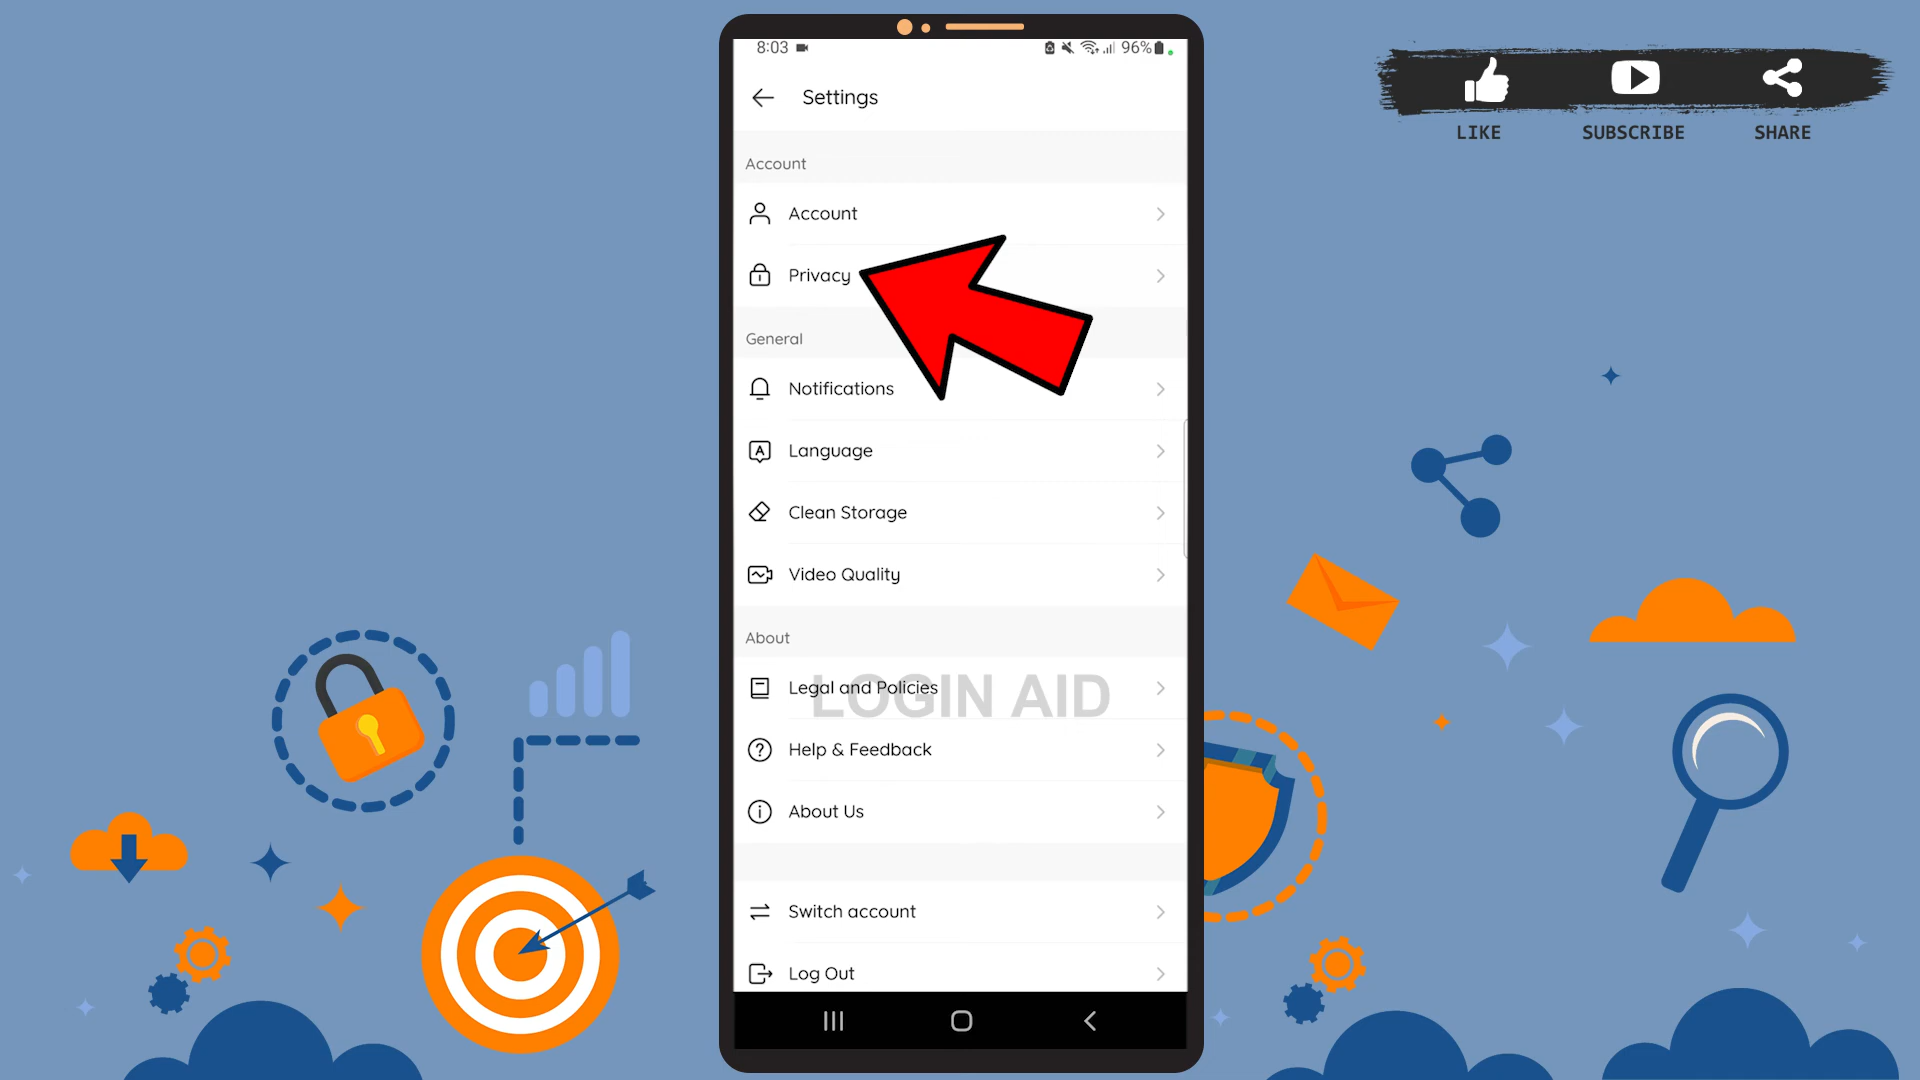 8:03
96%
Settings
Account
Account
Privacy
General
Notifications
Language
Clean Storage
Video Quality
About
Legal and Policies
LOGIN AID
Help & Feedback
About Us
Switch account
Log Out
LIKE
SUBSCRIBE
SHARE